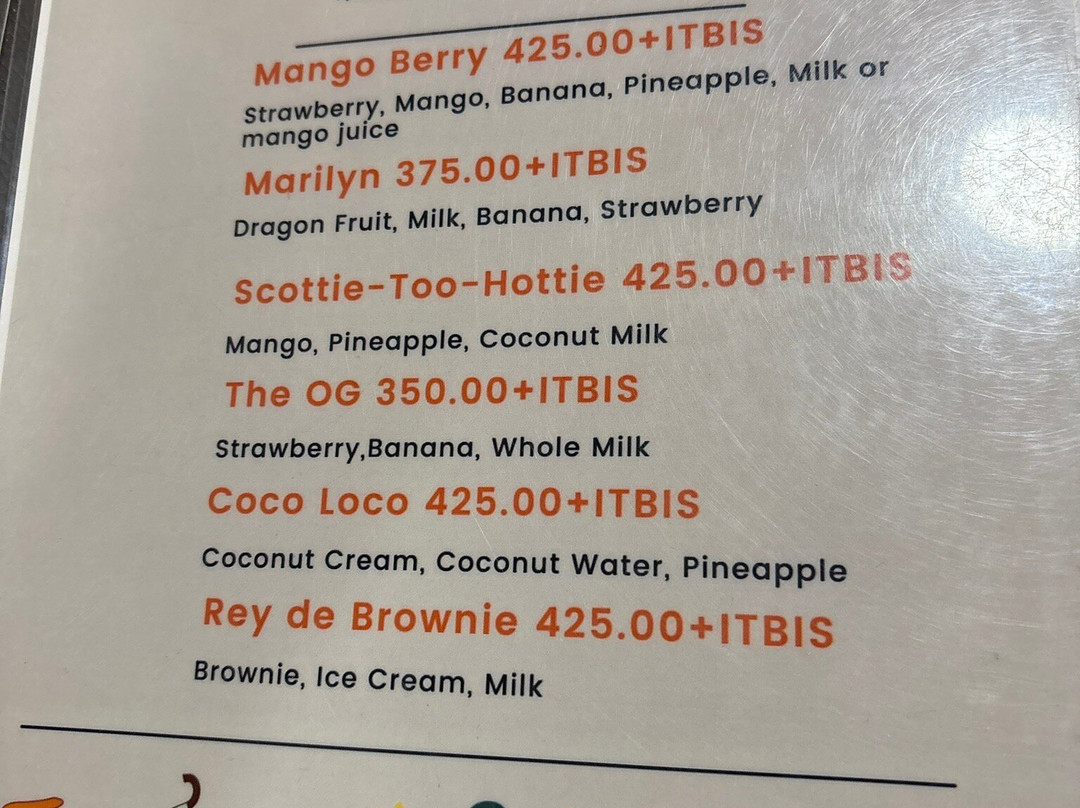 Mango Berry 425.00+ITBIS
Strawberry, Mango, Banana, Pineapple, Milk or
mango juice
Marilyn 375.00+ITBIS
Dragon Fruit, Milk, Banana, Strawberry
Scottie-Too-Hottie 425.00+ITBIS
Mango, Pineapple, Coconut Milk
The OG 350.00+ITBIS
Strawberry,Banana, Whole Milk
Coco Loco 425.00+ITBIS
Coconut Cream, Coconut Water, Pineapple
Rey de Brownie 425.00+ITBIS
Brownie, Ice Cream, Milk